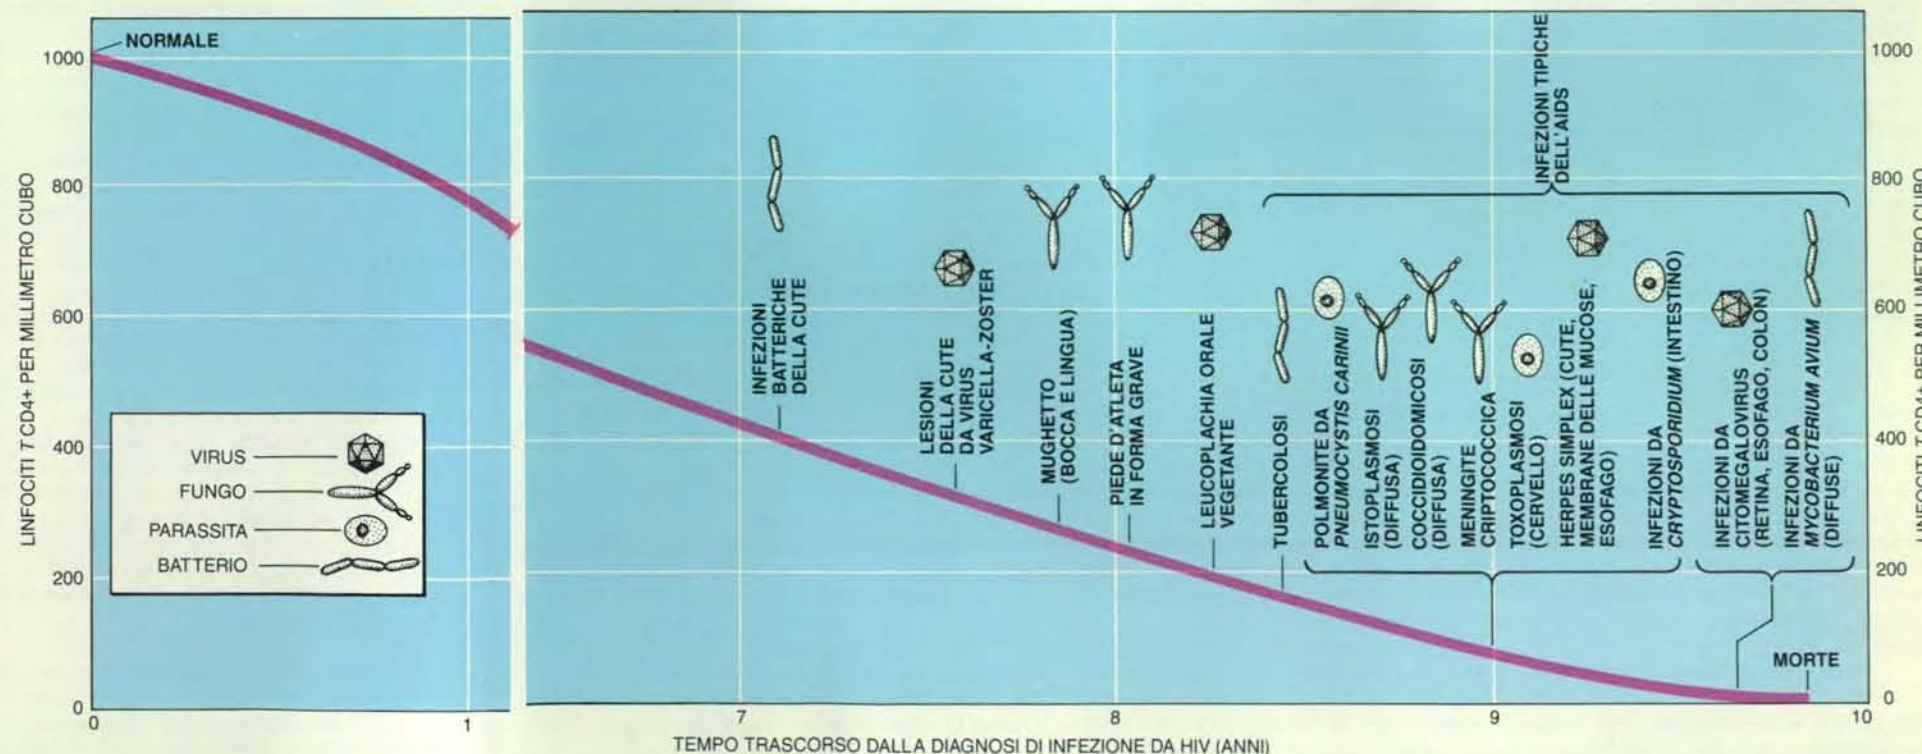 NORMALE
1000
800
600
400
200
0
LINFOCITI T CD4+ PER MILLIMETRO CUBO
VIRUS
FUNGO
PARASSITA
BATTERIO
INFEZIONI
BATTERICHE
DELLA CUTE
LESIONI
DELLA CUTE
DA VIRUS
VARICELLA-ZOSTER
MUGHETTO
(BOCCA E LINGUA)
PIEDE D'ATLETA
IN FORMA GRAVE
LEUCOPLACHIA ORALE
VEGETANTE
INFEZIONI TIPICHE
DELL'AIDS
TUBERCOLOSI
POLMONITE DA
PNEUMOCYSTIS CARINII
ISTOPLASMOSI
(DIFFUSA)
COCCIDIOIDOMICOSI
(DIFFUSA)
MENINGITE
CRIPTOCOCCICA
TOXOPLASMOSI
(CERVELLO)
HERPES SIMPLEX (CUTE,
MEMBRANE DELLE MUCOSE,
ESOFAGO)
INFEZIONI DA
CRYPTOSPORIDIUM (INTESTINO)
INFEZIONI DA
CITOMEGALOVIRUS
(RETINA, ESOFAGO, COLON)
INFEZIONI DA
MYCOBACTERIUM AVIUM
(DIFFUSE)
MORTE
1000
800
600
400
200
0
LINFOCITI T CD4+ PER MILLIMETRO CUBO
0 1 7 8 9 10
TEMPO TRASCORSO DALLA DIAGNOSI DI INFEZIONE DA HIV (ANNI)